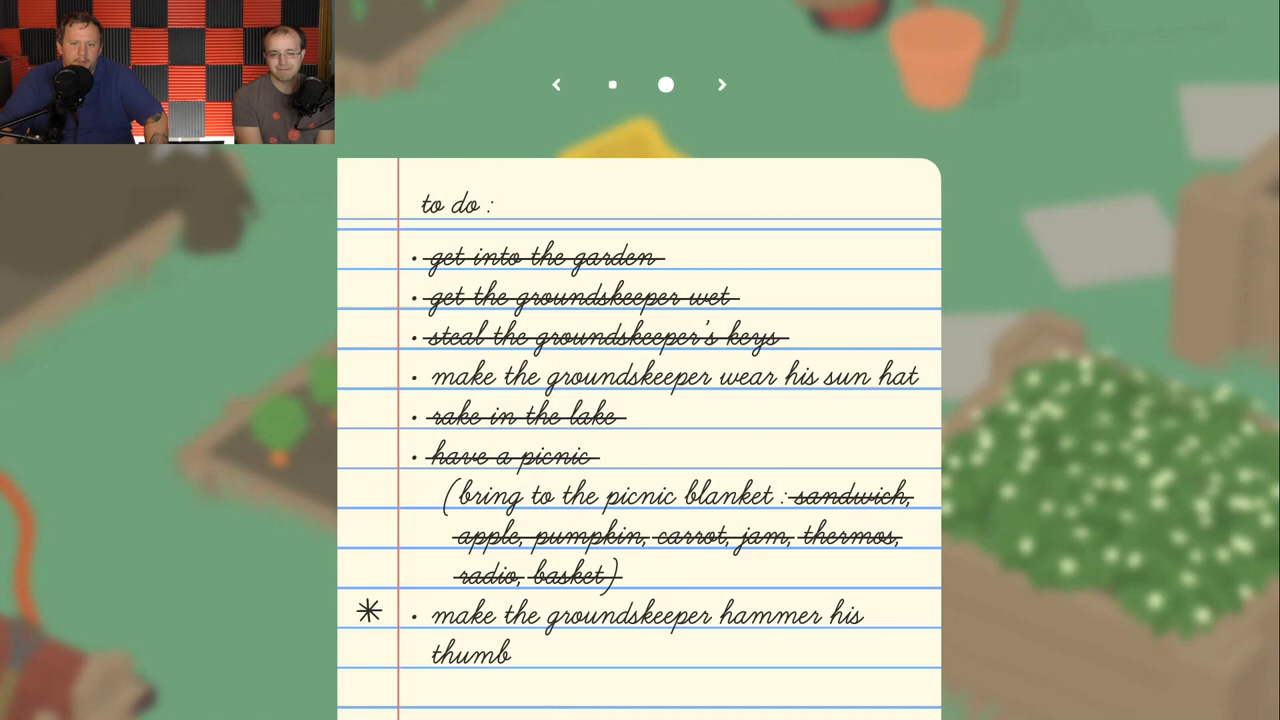 to do :
• get into the garden
• get the groundskeeper wet
• steal the groundskeeper's keys
• make the groundskeeper wear his sun hat
• rake in the lake
• have a picnic
(bring to the picnic blanket : sandwich,
apple, pumpkin, carrot, jam, thermos,
radio, basket)
• make the groundskeeper hammer his
thumb